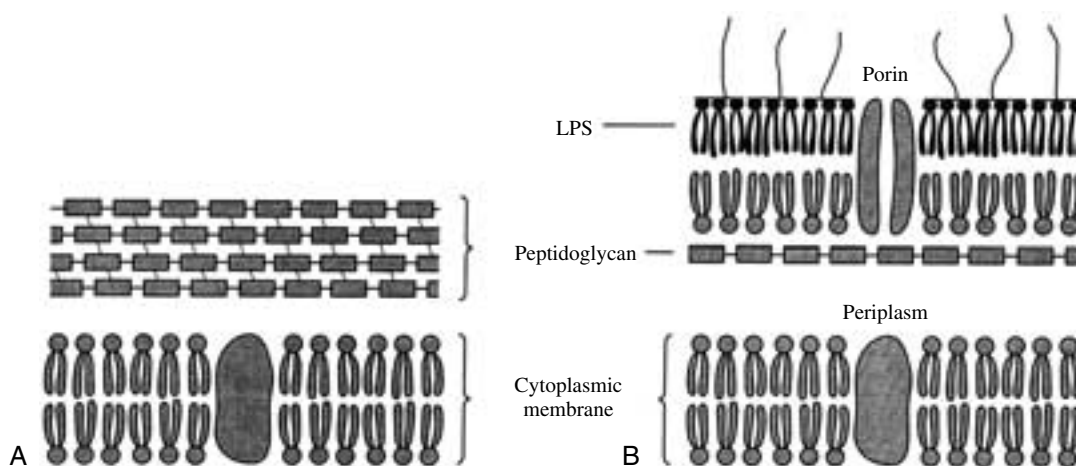 Porin
LPS
Peptidoglycan
Periplasm
Cytoplasmic
membrane
A
B